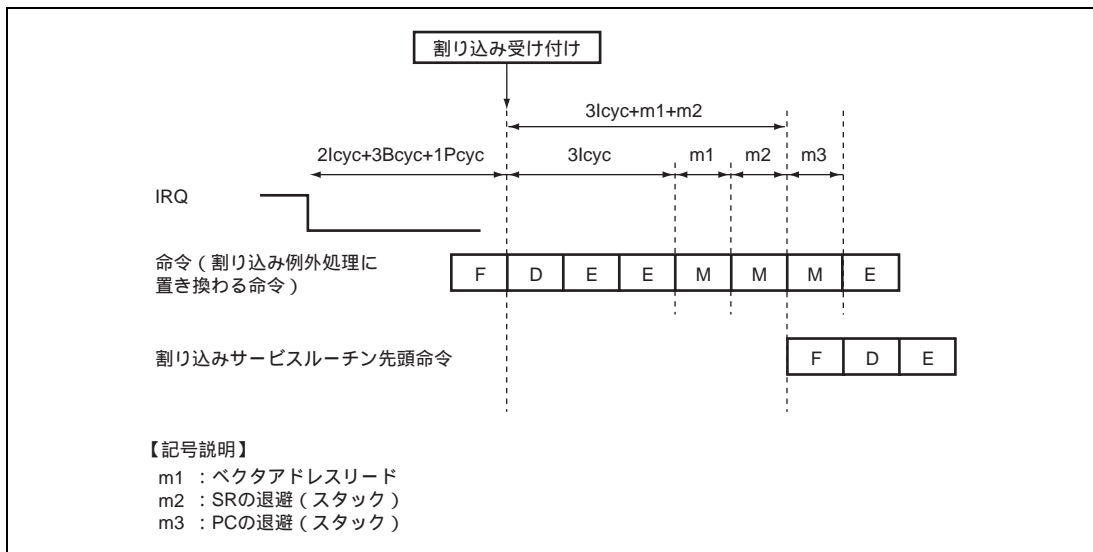 割り込み受け付け
3Icyc+m1+m2
2Icyc+3Bcyc+1Pcyc 3Icyc m1 m2 m3
IRQ
命令（割り込み例外処理に
置き換わる命令）
F D E E M M M E
割り込みサービスルーチン先頭命令
F D E
【記号説明】
m1 ：ベクタアドレスリード
m2 ：SRの退避（スタック）
m3 ：PCの退避（スタック）